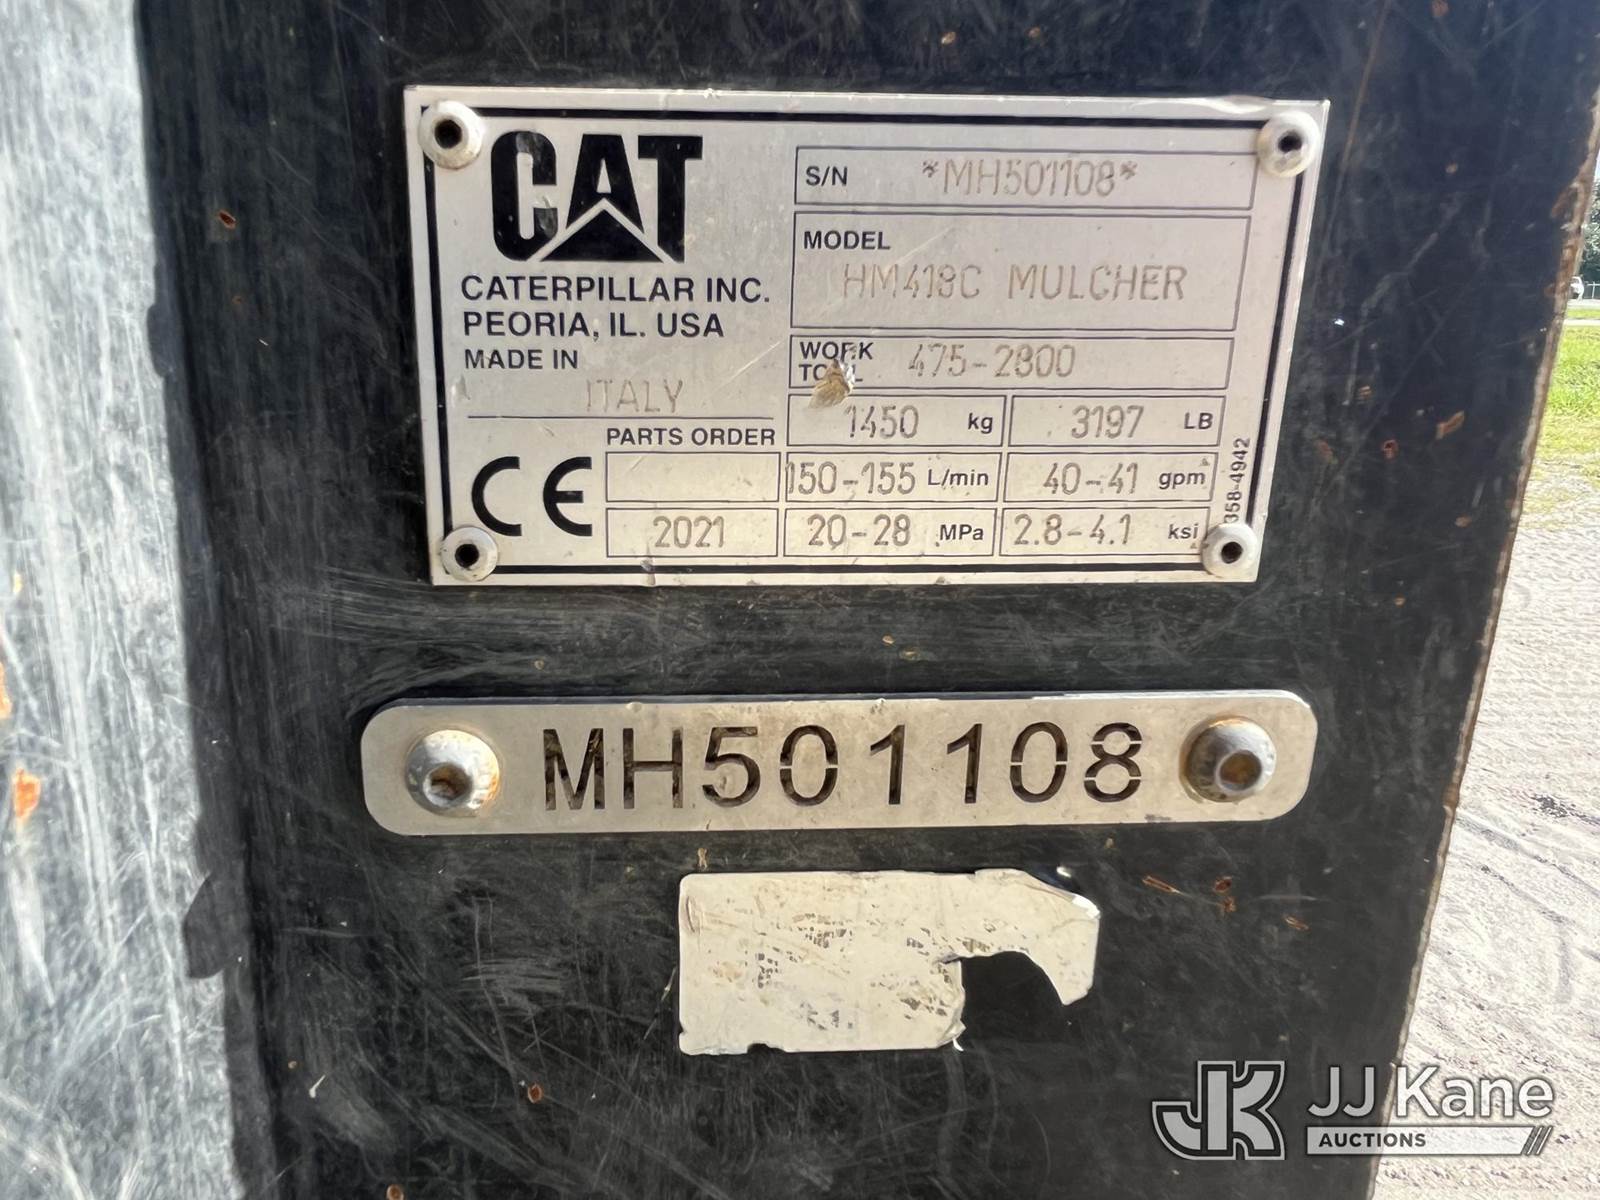 CAT
CATERPILLAR INC.
PEORIA, IL. USA
MADE IN
ITALY
PARTS ORDER
CE
2021
S/N *MH501108*
MODEL
HM418C MULCHER
WORK TOOL 475-2800
1450 kg 3197 LB
150-155 L/min 40-41 gpm
20-28 MPa 2.8-4.1 ksi
358-4942
MH501108
JK JJ Kane
AUCTIONS